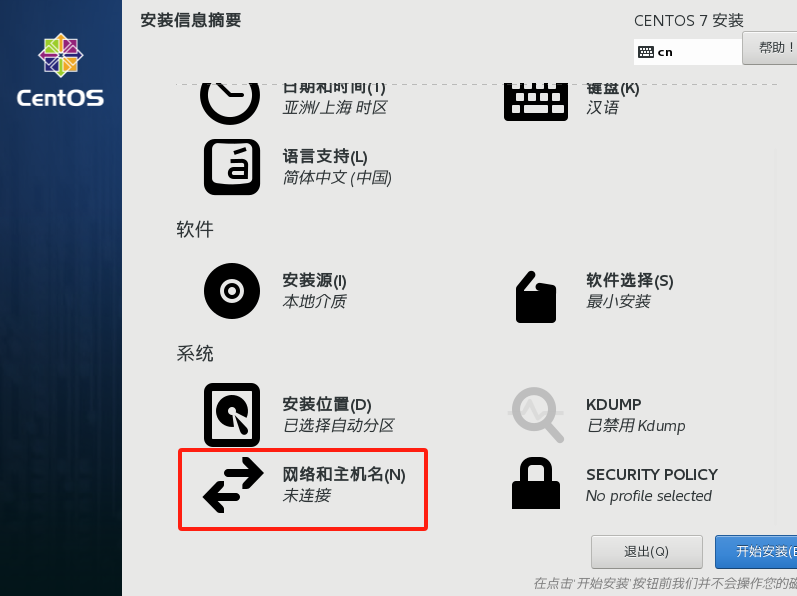 安装信息摘要
CENTOS 7 安装
cn
帮助！
CentOS
日期和时间(T)
亚洲/上海 时区
键盘(K)
汉语
语言支持(L)
简体中文 (中国)
软件
安装源(I)
本地介质
软件选择(S)
最小安装
系统
安装位置(D)
已选择自动分区
KDUMP
已禁用 Kdump
网络和主机名(N)
未连接
SECURITY POLICY
No profile selected
退出(Q)
开始安装(
在点击'开始安装'按钮前我们并不会操作您的